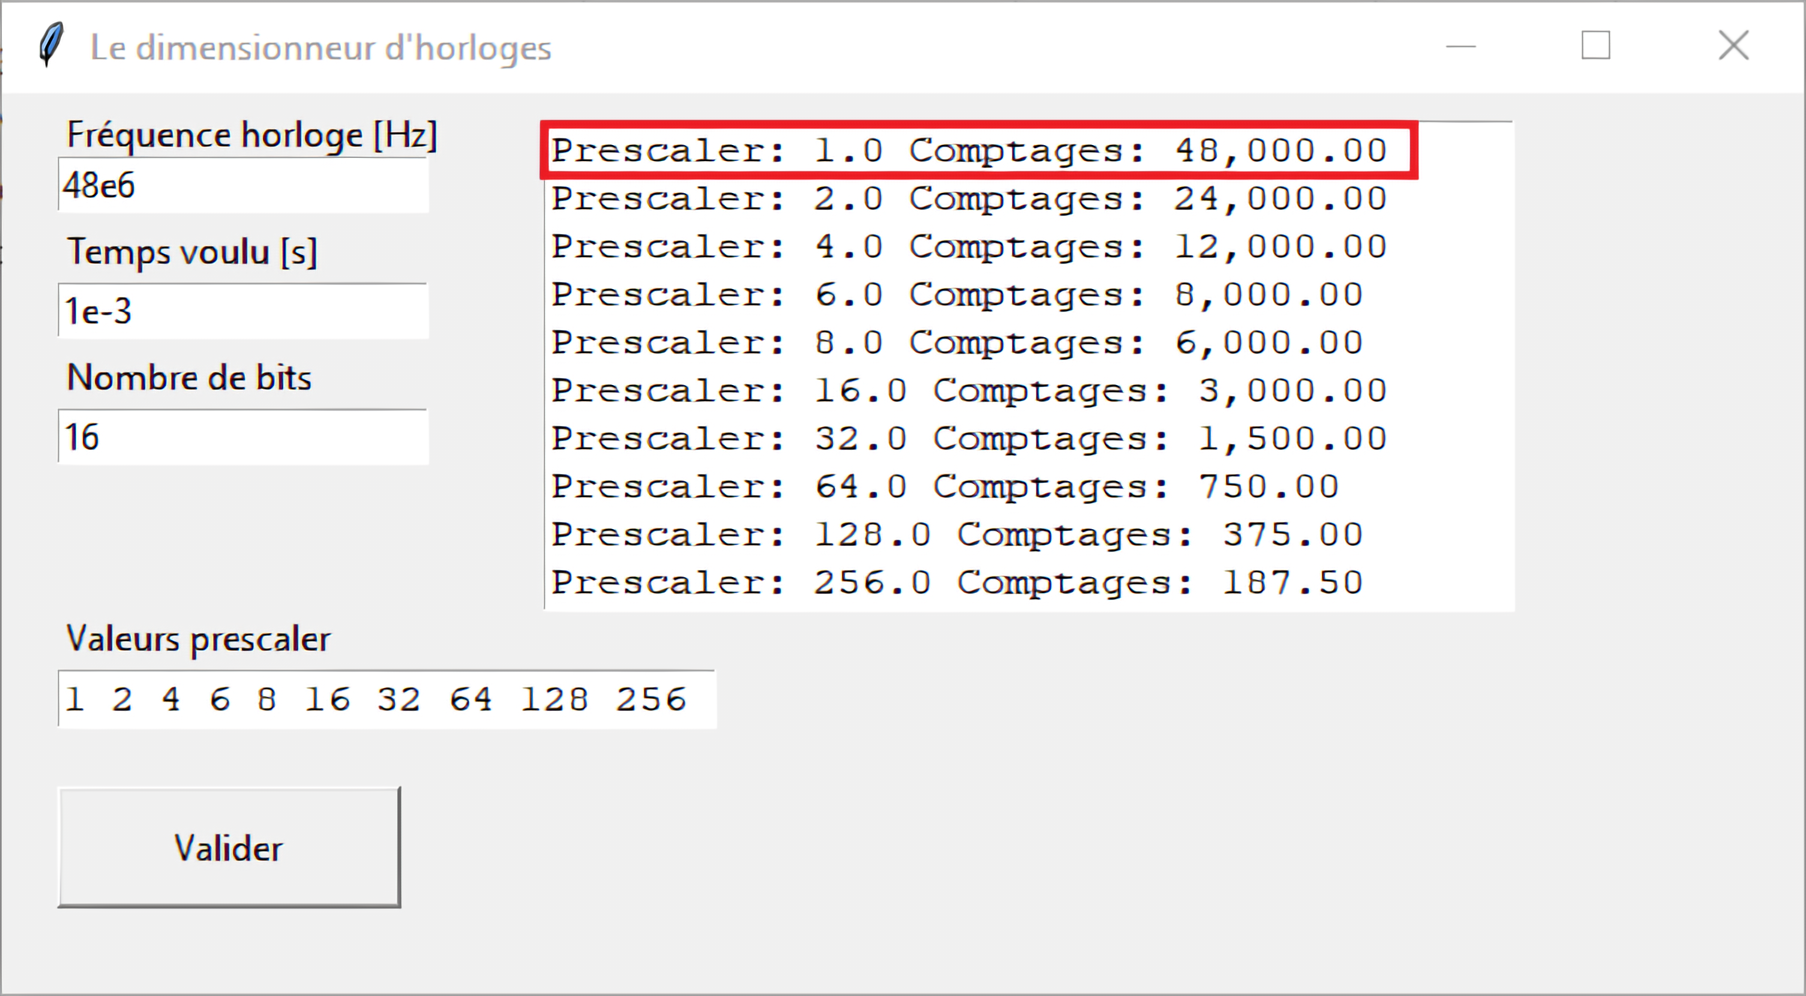 Le dimensionneur d'horloges
Fréquence horloge [Hz]
48e6
Temps voulu [s]
1e-3
Nombre de bits
16
Prescaler: 1.0 Comptages: 48,000.00
Prescaler: 2.0 Comptages: 24,000.00
Prescaler: 4.0 Comptages: 12,000.00
Prescaler: 6.0 Comptages: 8,000.00
Prescaler: 8.0 Comptages: 6,000.00
Prescaler: 16.0 Comptages: 3,000.00
Prescaler: 32.0 Comptages: 1,500.00
Prescaler: 64.0 Comptages: 750.00
Prescaler: 128.0 Comptages: 375.00
Prescaler: 256.0 Comptages: 187.50
Valeurs prescaler
1 2 4 6 8 16 32 64 128 256
Valider